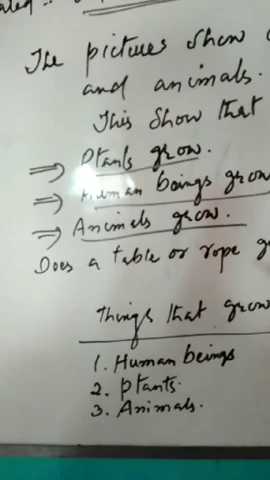 The pictures show
and animals.
This show that
⇒ Plants grow.
⇒ Human beings grow
⇒ Animals grow.
Does a table or rope g
Things that grow
1. Human beings
2. Plants.
3. Animals.